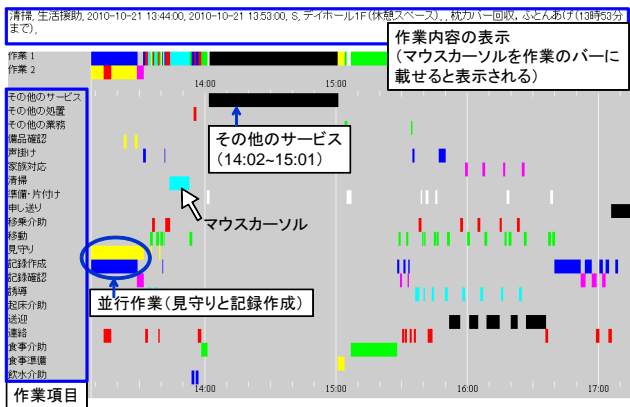 清掃, 生活援助, 2010-10-21 13:44:00, 2010-10-21 13:53:00, S, デイホール1F(休憩スペース), , 枕カバー回収、ふとんあげ(13時53分
まで),
作業内容の表示
(マウスカーソルを作業のバーに
載せると表示される)
作業 1
作業 2
14:00
15:00
その他のサービス
その他の処置
その他の業務
備品確認
声掛け
家族対応
清掃
準備・片付け
申し送り
移乗介助
移動
見守り
記録作成
記録確認
誘導
起床介助
送迎
連絡
食事介助
食事準備
飲水介助
その他のサービス
(14:02~15:01)
マウスカーソル
並行作業(見守りと記録作成)
作業項目
14:00
15:00
16:00
17:00